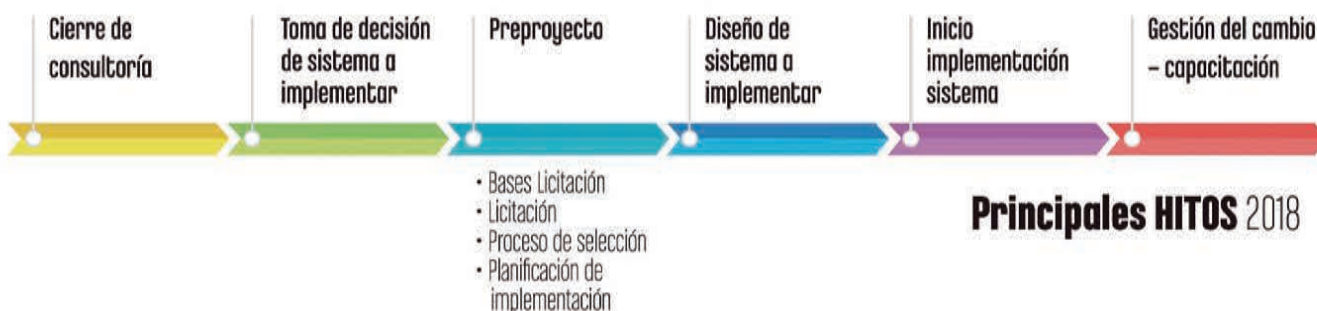 Cierre de
consultoría
Toma de decisión
de sistema a
implementar
Preproyecto
Diseño de
sistema a
implementar
Inicio
implementación
sistema
Gestión del cambio
– capacitación
• Bases Licitación
• Licitación
• Proceso de selección
• Planificación de
implementación
Principales HITOS 2018